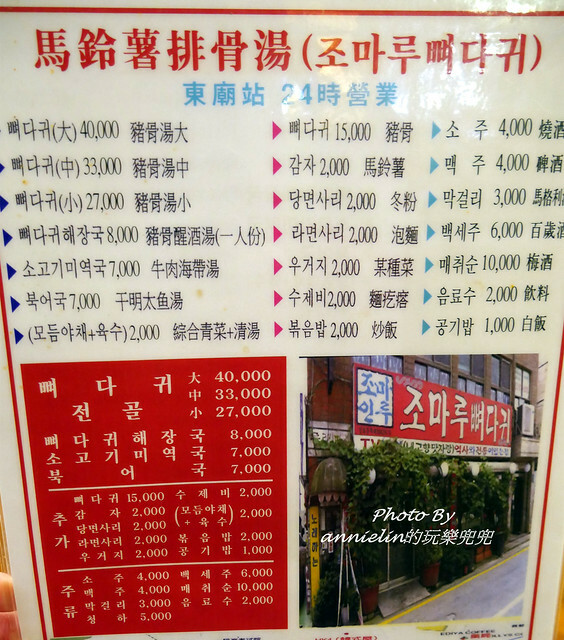 馬鈴薯排骨湯(조마루뼈다귀)
東廟站 24時營業
뼈다귀(大) 40,000 豬骨湯大
뼈다귀(中) 33,000 豬骨湯中
뼈다귀(小) 27,000 豬骨湯小
뼈다귀해장국 8,000 豬骨醒酒湯(一人份)
소고기미역국 7,000 牛肉海帶湯
북어국 7,000 干明太鱼湯
(모듬야채+육수) 2,000 綜合青菜+清湯
뼈다귀 15,000 豬骨
감자 2,000 馬鈴薯
당면사리 2,000 冬粉
라면사리 2,000 泡麵
우거지 2,000 某種菜
수제비 2,000 麵疙瘩
볶음밥 2,000 炒飯
소 주 4,000 燒酒
맥 주 4,000 啤酒
막걸리 3,000 馬格利
백세주 6,000 百歲酒
매취순 10,000 梅酒
음료수 2,000 飲料
공기밥 1,000 白飯
뼈다귀 전골
大 40,000
中 33,000
小 27,000
뼈다귀해장국 8,000
소고기미역국 7,000
북어국 7,000
추가
뼈다귀 15,000 수제비 2,000
감자 2,000 (모듬야채+육수) 2,000
당면사리 2,000
라면사리 2,000 볶음밥 2,000
우거지 2,000 공기밥 1,000
주류
소주 4,000 백세주 6,000
맥주 4,000 매취순 10,000
막걸리 3,000 음료수 2,000
청하 5,000
조마루 뼈다귀
Photo By
annielin的玩樂兜兜